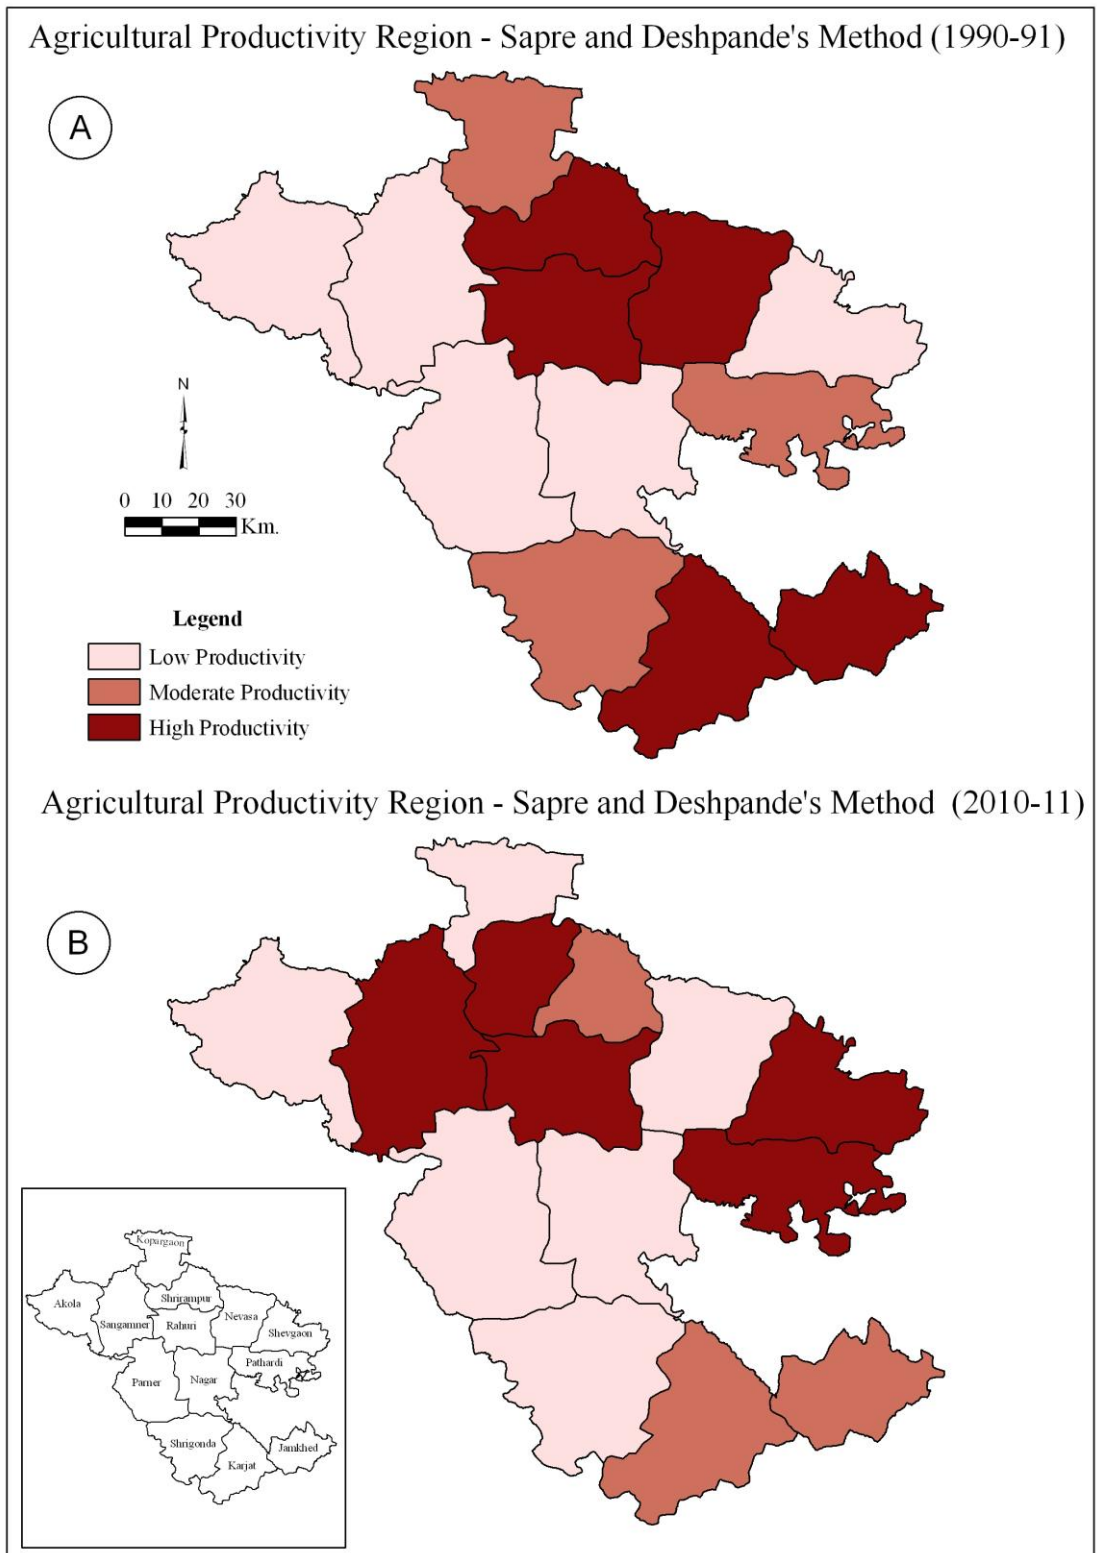 Agricultural Productivity Region - Sapre and Deshpande's Method (1990-91)
A
N
0 10 20 30
Km.
Legend
Low Productivity
Moderate Productivity
High Productivity
Agricultural Productivity Region - Sapre and Deshpande's Method (2010-11)
B
Kopargaon
Akola
Shrirampur
Sangamner
Rahuri
Nevasa
Shevgaon
Pathardi
Parner
Nagar
Shrigonda
Karjat
Jamkhed